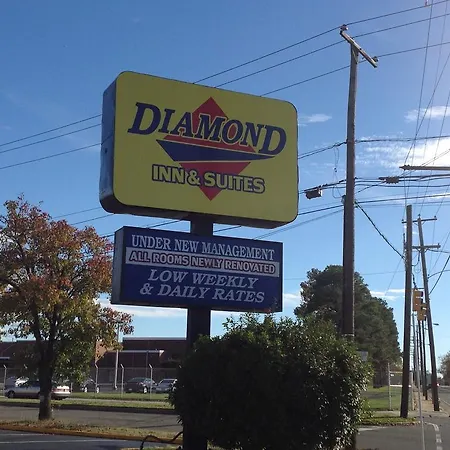 DIAMOND
INN & SUITES
UNDER NEW MANAGEMENT
ALL ROOMS NEWLY RENOVATED
LOW WEEKLY
& DAILY RATES